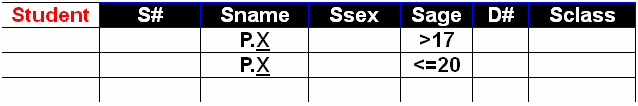 Student S# Sname Ssex Sage D# Sclass
P.X >17
P.X <=20